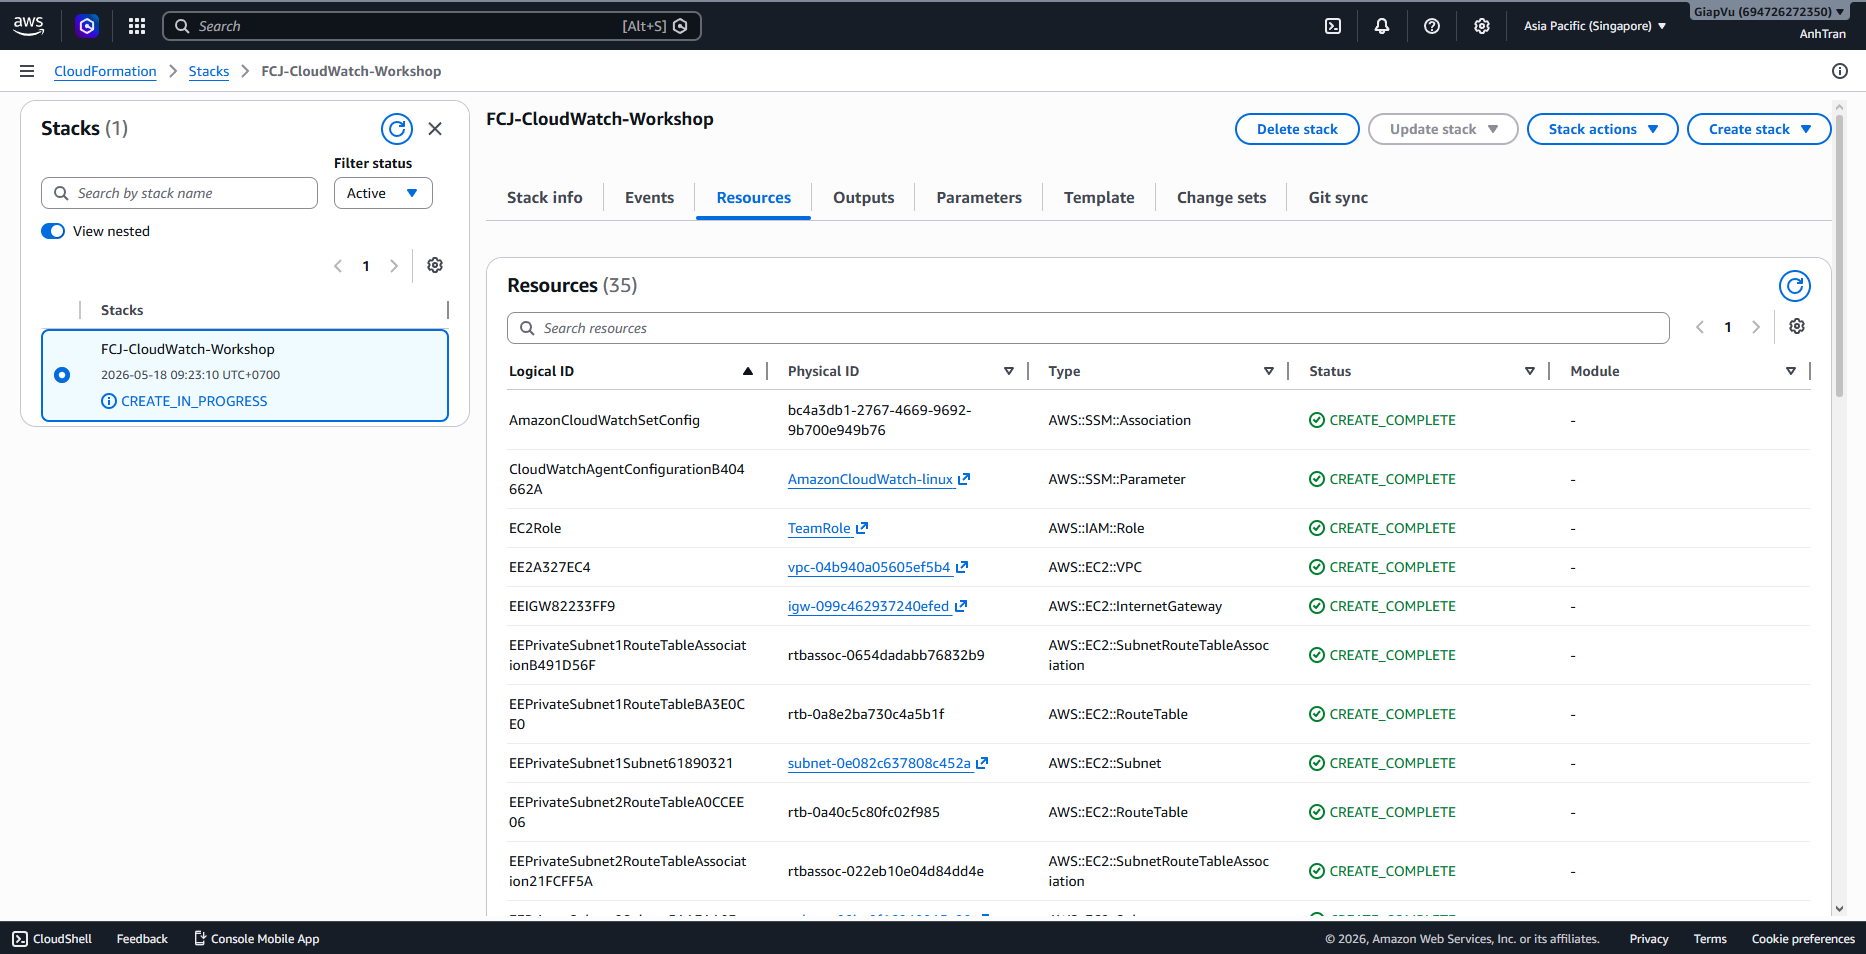 aws
Search
[Alt+S]
Asia Pacific (Singapore)
GiapVu (694726272350)
AnhTran
CloudFormation
Stacks
FCJ-CloudWatch-Workshop
Stacks (1)
Filter status
Search by stack name
Active
View nested
1
Stacks
FCJ-CloudWatch-Workshop
2026-05-18 09:23:10 UTC+0700
CREATE_IN_PROGRESS
FCJ-CloudWatch-Workshop
Delete stack
Update stack
Stack actions
Create stack
Stack info
Events
Resources
Outputs
Parameters
Template
Change sets
Git sync
Resources (35)
Search resources
1
Logical ID
Physical ID
Type
Status
Module
AmazonCloudWatchSetConfig
bc4a3db1-2767-4669-9692-
9b700e949b76
AWS::SSM::Association
CREATE_COMPLETE
-
CloudWatchAgentConfigurationB404
662A
AmazonCloudWatch-linux
AWS::SSM::Parameter
CREATE_COMPLETE
-
EC2Role
TeamRole
AWS::IAM::Role
CREATE_COMPLETE
-
EE2A327EC4
vpc-04b940a05605ef5b4
AWS::EC2::VPC
CREATE_COMPLETE
-
EEIGW82233FF9
igw-099c462937240efed
AWS::EC2::InternetGateway
CREATE_COMPLETE
-
EEPrivateSubnet1RouteTableAssociat
ionB491D56F
rtbassoc-0654dadabb76832b9
AWS::EC2::SubnetRouteTableAssoc
iation
CREATE_COMPLETE
-
EEPrivateSubnet1RouteTableBA3E0C
E0
rtb-0a8e2ba730c4a5b1f
AWS::EC2::RouteTable
CREATE_COMPLETE
-
EEPrivateSubnet1Subnet61890321
subnet-0e082c637808c452a
AWS::EC2::Subnet
CREATE_COMPLETE
-
EEPrivateSubnet2RouteTableA0CCEE
06
rtb-0a40c5c80fc02f985
AWS::EC2::RouteTable
CREATE_COMPLETE
-
EEPrivateSubnet2RouteTableAssociat
ion21FCFF5A
rtbassoc-022eb10e04d84dd4e
AWS::EC2::SubnetRouteTableAssoc
iation
CREATE_COMPLETE
-
CloudShell
Feedback
Console Mobile App
© 2026, Amazon Web Services, Inc. or its affiliates.
Privacy
Terms
Cookie preferences